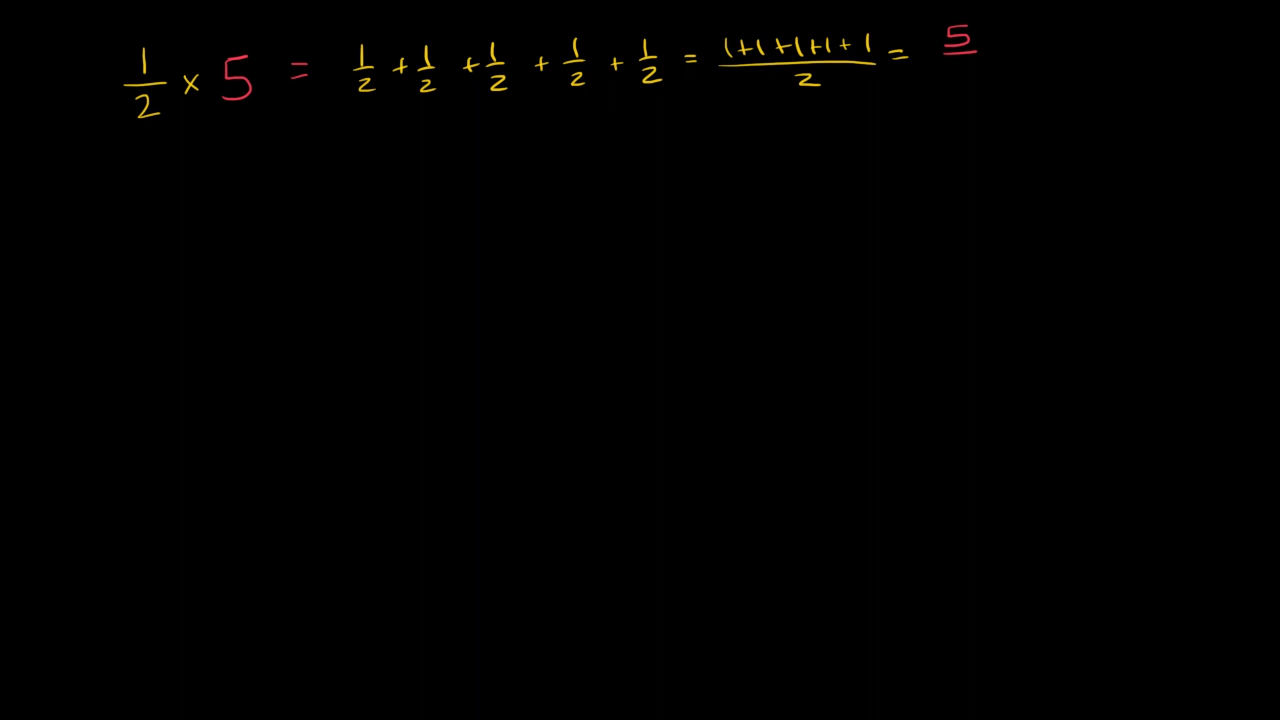 1/2 × 5 = 1/2 + 1/2 + 1/2 + 1/2 + 1/2 = (1+1+1+1+1)/2 = 5/